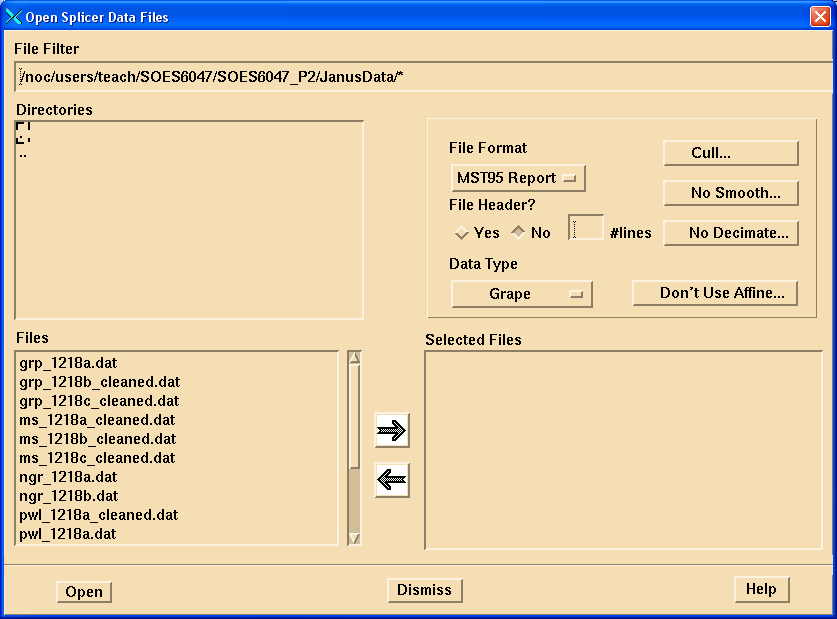 Open Splicer Data Files
File Filter
/noc/users/teach/SOES6047/SOES6047_P2/JanusData/*
Directories
.
..
File Format
MST95 Report
File Header?
Yes No #lines
Data Type
Grape
Cull...
No Smooth...
No Decimate...
Don't Use Affine...
Files
grp_1218a.dat
grp_1218b_cleaned.dat
grp_1218c_cleaned.dat
ms_1218a_cleaned.dat
ms_1218b_cleaned.dat
ms_1218c_cleaned.dat
ngr_1218a.dat
ngr_1218b.dat
pwl_1218a_cleaned.dat
pwl_1218a.dat
Selected Files
Open
Dismiss
Help